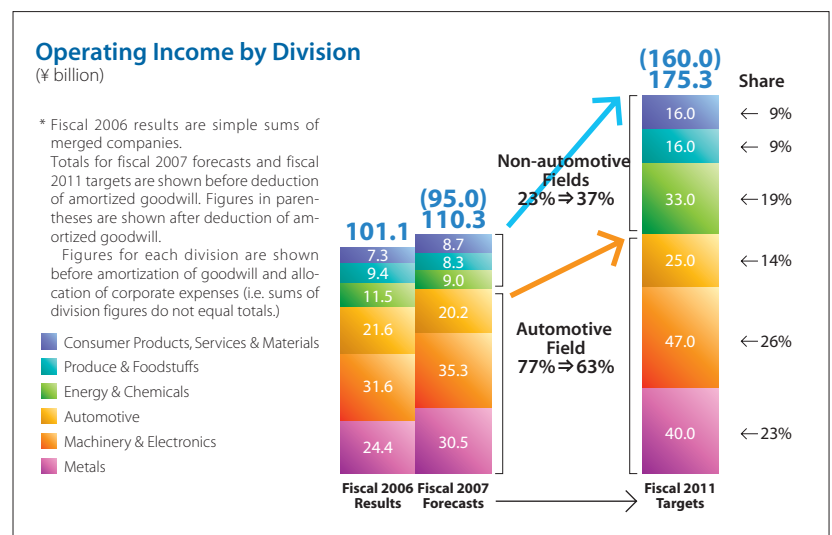 Operating Income by Division
(¥ billion)
* Fiscal 2006 results are simple sums of
merged companies.
Totals for fiscal 2007 forecasts and fiscal
2011 targets are shown before deduction
of amortized goodwill. Figures in paren-
theses are shown after deduction of am-
ortized goodwill.
Figures for each division are shown
before amortization of goodwill and allo-
cation of corporate expenses (i.e. sums of
division figures do not equal totals.)
Consumer Products, Services & Materials
Produce & Foodstuffs
Energy & Chemicals
Automotive
Machinery & Electronics
Metals
101.1
7.3
9.4
11.5
21.6
31.6
24.4
Fiscal 2006
Results
(95.0)
110.3
8.7
8.3
9.0
20.2
35.3
30.5
Fiscal 2007
Forecasts
Non-automotive
Fields
23%⇒37%
Automotive
Field
77%⇒63%
(160.0)
175.3
16.0
16.0
33.0
25.0
47.0
40.0
Fiscal 2011
Targets
Share
← 9%
← 9%
←19%
←14%
←26%
←23%